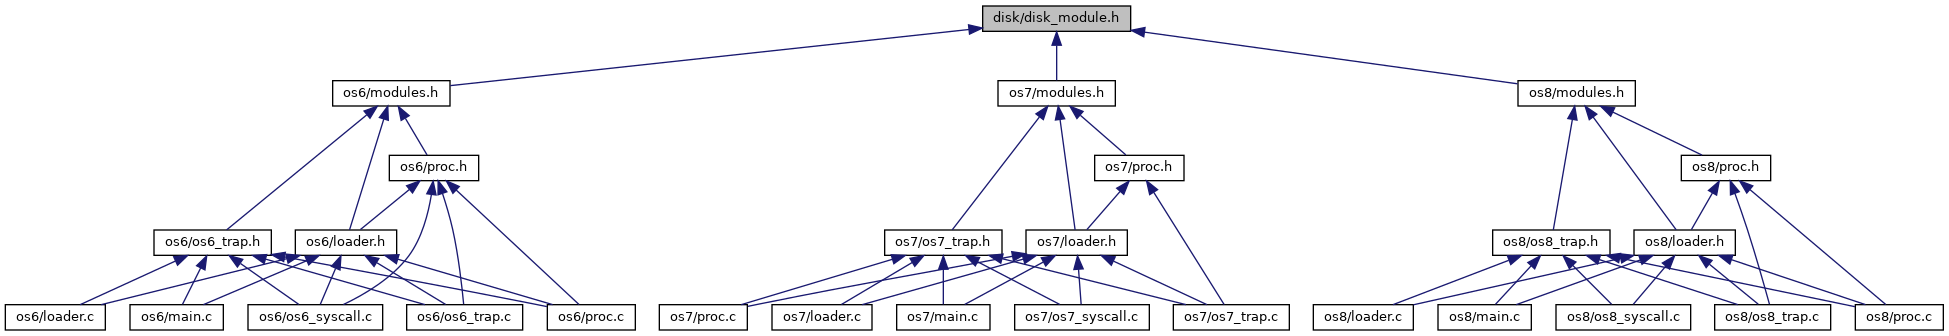 disk/disk_module.h
os6/modules.h
os7/modules.h
os8/modules.h
os6/proc.h
os7/proc.h
os8/proc.h
os6/os6_trap.h
os6/loader.h
os7/os7_trap.h
os7/loader.h
os8/os8_trap.h
os8/loader.h
os6/loader.c
os6/main.c
os6/os6_syscall.c
os6/os6_trap.c
os6/proc.c
os7/proc.c
os7/loader.c
os7/main.c
os7/os7_syscall.c
os7/os7_trap.c
os8/loader.c
os8/main.c
os8/os8_syscall.c
os8/os8_trap.c
os8/proc.c